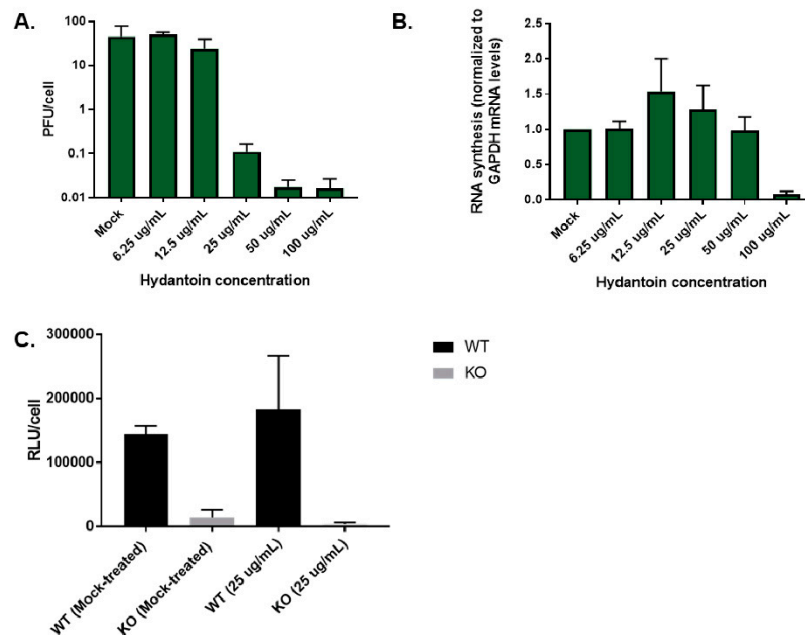 A.
PFU/cell
100
10
1
0.1
0.01
Mock
6.25 ug/mL
12.5 ug/mL
25 ug/mL
50 ug/mL
100 ug/mL
Hydantoin concentration
B.
RNA synthesis (normalized to
GAPDH mRNA levels)
2.5
2.0
1.5
1.0
0.5
0.0
Mock
6.25 ug/mL
12.5 ug/mL
25 ug/mL
50 ug/mL
100 ug/mL
Hydantoin concentration
C.
RLU/cell
300000
200000
100000
0
WT (Mock-treated)
KO (Mock-treated)
WT (25 ug/mL)
KO (25 ug/mL)
WT
KO